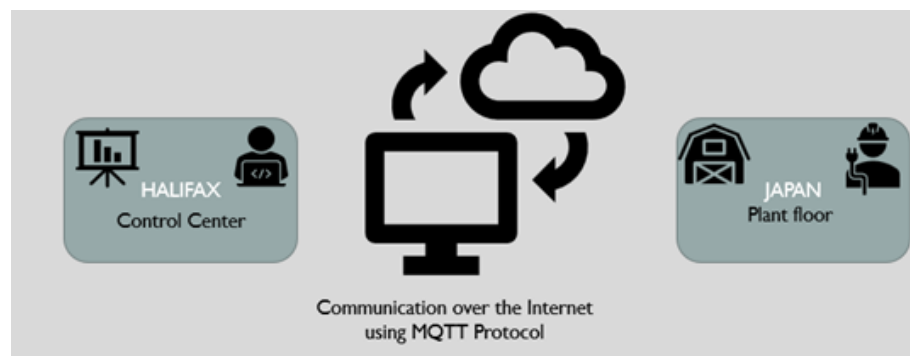 HALIFAX
Control Center
JAPAN
Plant floor
Communication over the Internet
using MQTT Protocol